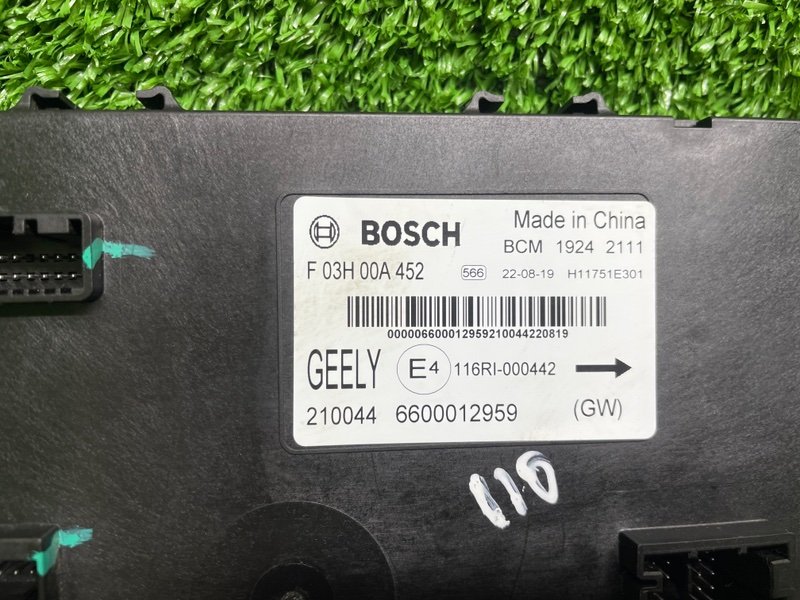 BOSCH Made in China
BCM 1924 2111
F 03H 00A 452 566 22-08-19 H11751E301
000006600012959210044220819
GEELY E4 116RI-000442
210044 6600012959 (GW)
110